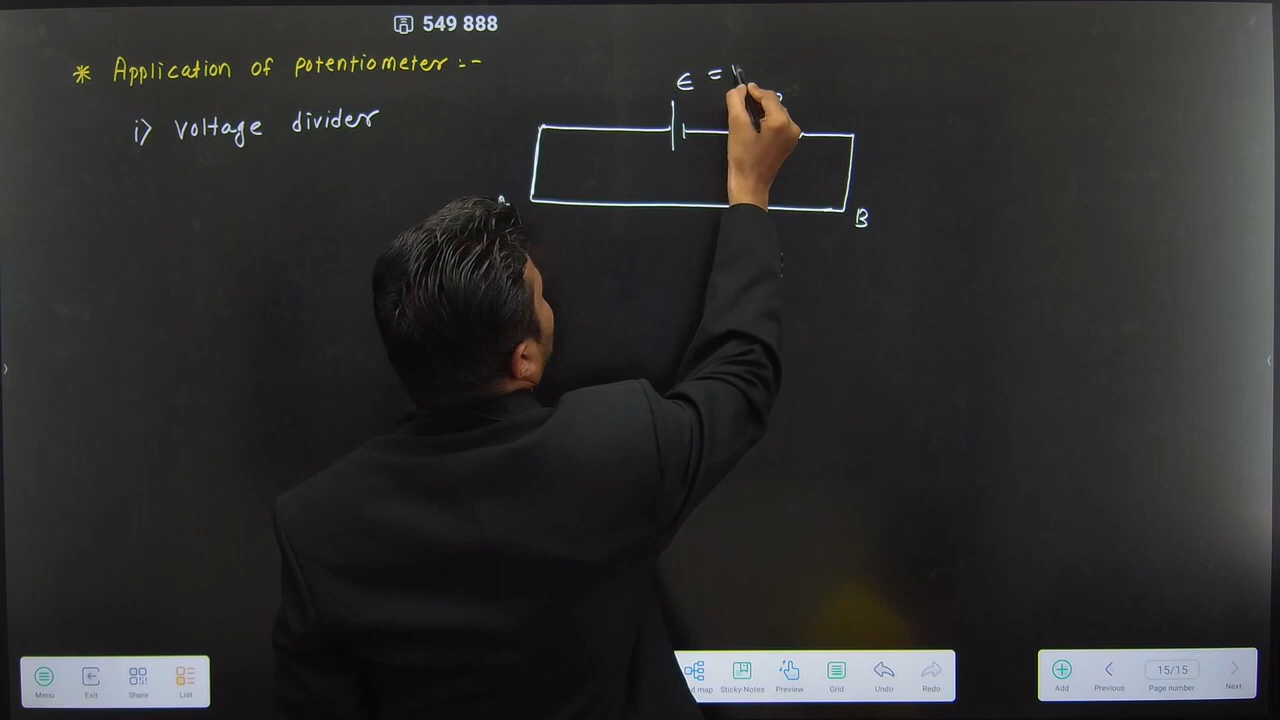 549 888
* Application of potentiometer :-
i) Voltage divider
ε =
B
Menu
Exit
Share
List
d map
Sticky-Notes
Preview
Grid
Undo
Redo
Add
Previous
15/15
Page number
Next